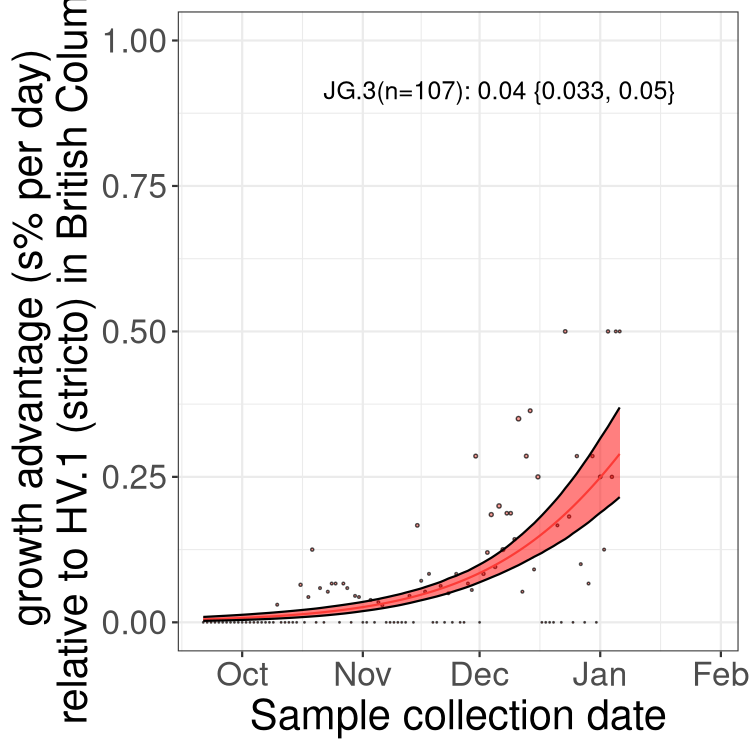 growth advantage (s% per day)
relative to HV.1 (stricto) in British Colum
1.00
0.75
0.50
0.25
0.00
JG.3(n=107): 0.04 {0.033, 0.05}
Oct Nov Dec Jan Feb
Sample collection date